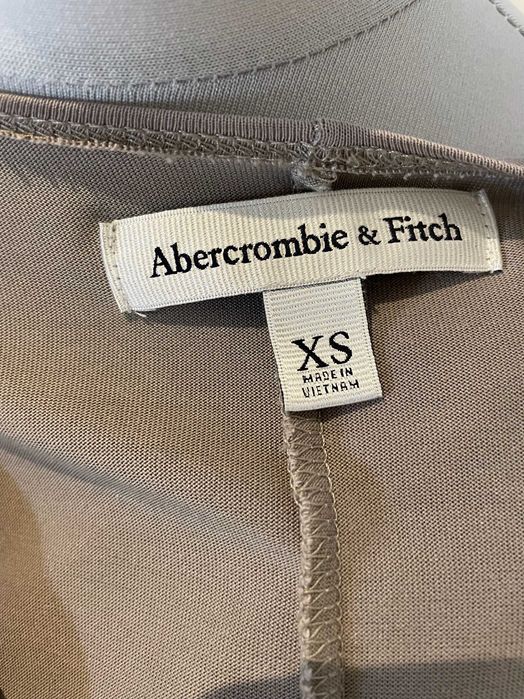 Abercrombie & Fitch
XS
MADE IN
VIETNAM